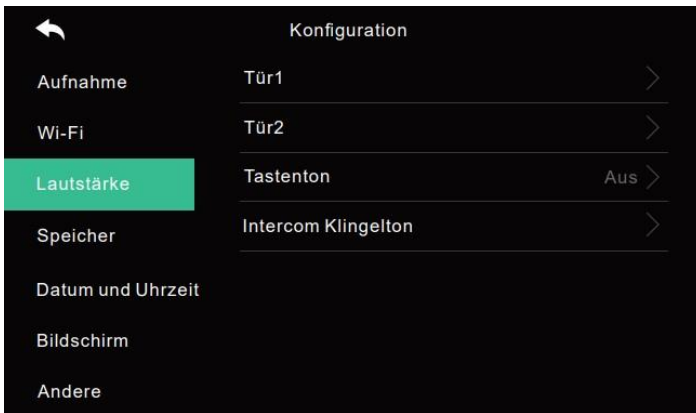 Konfiguration
Aufnahme
Wi-Fi
Lautstärke
Speicher
Datum und Uhrzeit
Bildschirm
Andere
Tür1
Tür2
Tastenton Aus
Intercom Klingelton